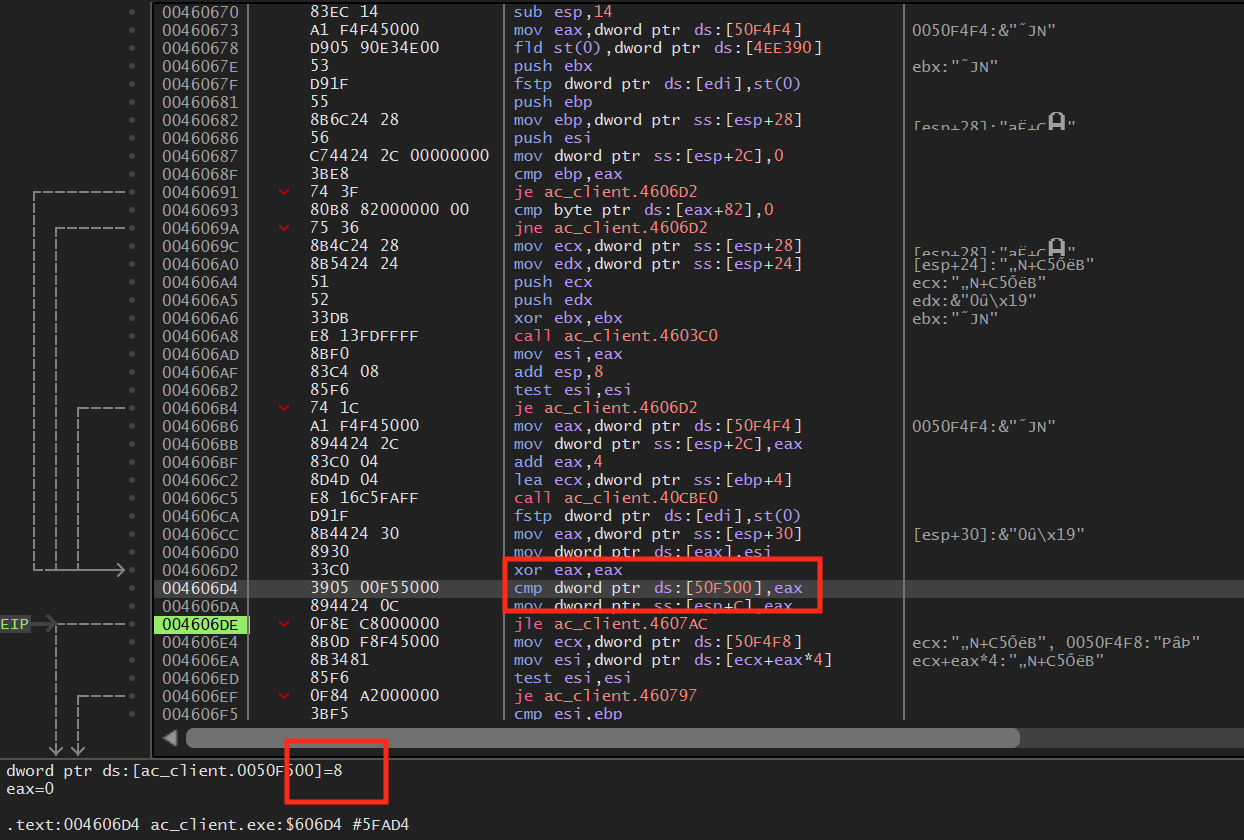 00460670 83EC 14 sub esp,14
00460673 A1 F4F45000 mov eax,dword ptr ds:[50F4F4] 0050F4F4:&"˜JN"
00460678 D905 90E34E00 fld st(0),dword ptr ds:[4EE390]
0046067E 53 push ebx ebx:"˜JN"
0046067F D91F fstp dword ptr ds:[edi],st(0)
00460681 55 push ebp
00460682 8B6C24 28 mov ebp,dword ptr ss:[esp+28] [esp+28]:"aË+C"
00460686 56 push esi
00460687 C74424 2C 00000000 mov dword ptr ss:[esp+2C],0
0046068F 3BE8 cmp ebp,eax
00460691 74 3F je ac_client.4606D2
00460693 80B8 82000000 00 cmp byte ptr ds:[eax+82],0
0046069A 75 36 jne ac_client.4606D2
0046069C 8B4C24 28 mov ecx,dword ptr ss:[esp+28] [esp+28]:"aË+C"
004606A0 8B5424 24 mov edx,dword ptr ss:[esp+24] [esp+24]:"„N+C5ÕëB"
004606A4 51 push ecx ecx:"„N+C5ÕëB"
004606A5 52 push edx edx:&"0û\x19"
004606A6 33DB xor ebx,ebx ebx:"˜JN"
004606A8 E8 13FDFFFF call ac_client.4603C0
004606AD 8BF0 mov esi,eax
004606AF 83C4 08 add esp,8
004606B2 85F6 test esi,esi
004606B4 74 1C je ac_client.4606D2
004606B6 A1 F4F45000 mov eax,dword ptr ds:[50F4F4] 0050F4F4:&"˜JN"
004606BB 894424 2C mov dword ptr ss:[esp+2C],eax
004606BF 83C0 04 add eax,4
004606C2 8D4D 04 lea ecx,dword ptr ss:[ebp+4]
004606C5 E8 16C5FAFF call ac_client.40CBE0
004606CA D91F fstp dword ptr ds:[edi],st(0)
004606CC 8B4424 30 mov eax,dword ptr ss:[esp+30] [esp+30]:&"0û\x19"
004606D0 8930 mov dword ptr ds:[eax],esi
004606D2 33C0 xor eax,eax
004606D4 3905 00F55000 cmp dword ptr ds:[50F500],eax
004606DA 894424 0C mov dword ptr ss:[esp+C],eax
EIP 004606DE 0F8E C8000000 jle ac_client.4607AC
004606E4 8B0D F8F45000 mov ecx,dword ptr ds:[50F4F8] ecx:"„N+C5ÕëB", 0050F4F8:"PâÞ"
004606EA 8B3481 mov esi,dword ptr ds:[ecx+eax*4] ecx+eax*4:"„N+C5ÕëB"
004606ED 85F6 test esi,esi
004606EF 0F84 A2000000 je ac_client.460797
004606F5 3BF5 cmp esi,ebp
dword ptr ds:[ac_client.0050F500]=8
eax=0
.text:004606D4 ac_client.exe:$606D4 #5FAD4